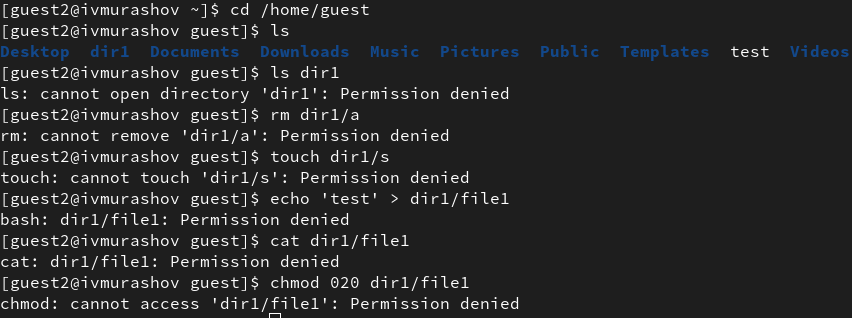 [guest2@ivmurashov ~]$ cd /home/guest
[guest2@ivmurashov guest]$ ls
Desktop  dir1  Documents  Downloads  Music  Pictures  Public  Templates  test  Videos
[guest2@ivmurashov guest]$ ls dir1
ls: cannot open directory 'dir1': Permission denied
[guest2@ivmurashov guest]$ rm dir1/a
rm: cannot remove 'dir1/a': Permission denied
[guest2@ivmurashov guest]$ touch dir1/s
touch: cannot touch 'dir1/s': Permission denied
[guest2@ivmurashov guest]$ echo 'test' > dir1/file1
bash: dir1/file1: Permission denied
[guest2@ivmurashov guest]$ cat dir1/file1
cat: dir1/file1: Permission denied
[guest2@ivmurashov guest]$ chmod 020 dir1/file1
chmod: cannot access 'dir1/file1': Permission denied